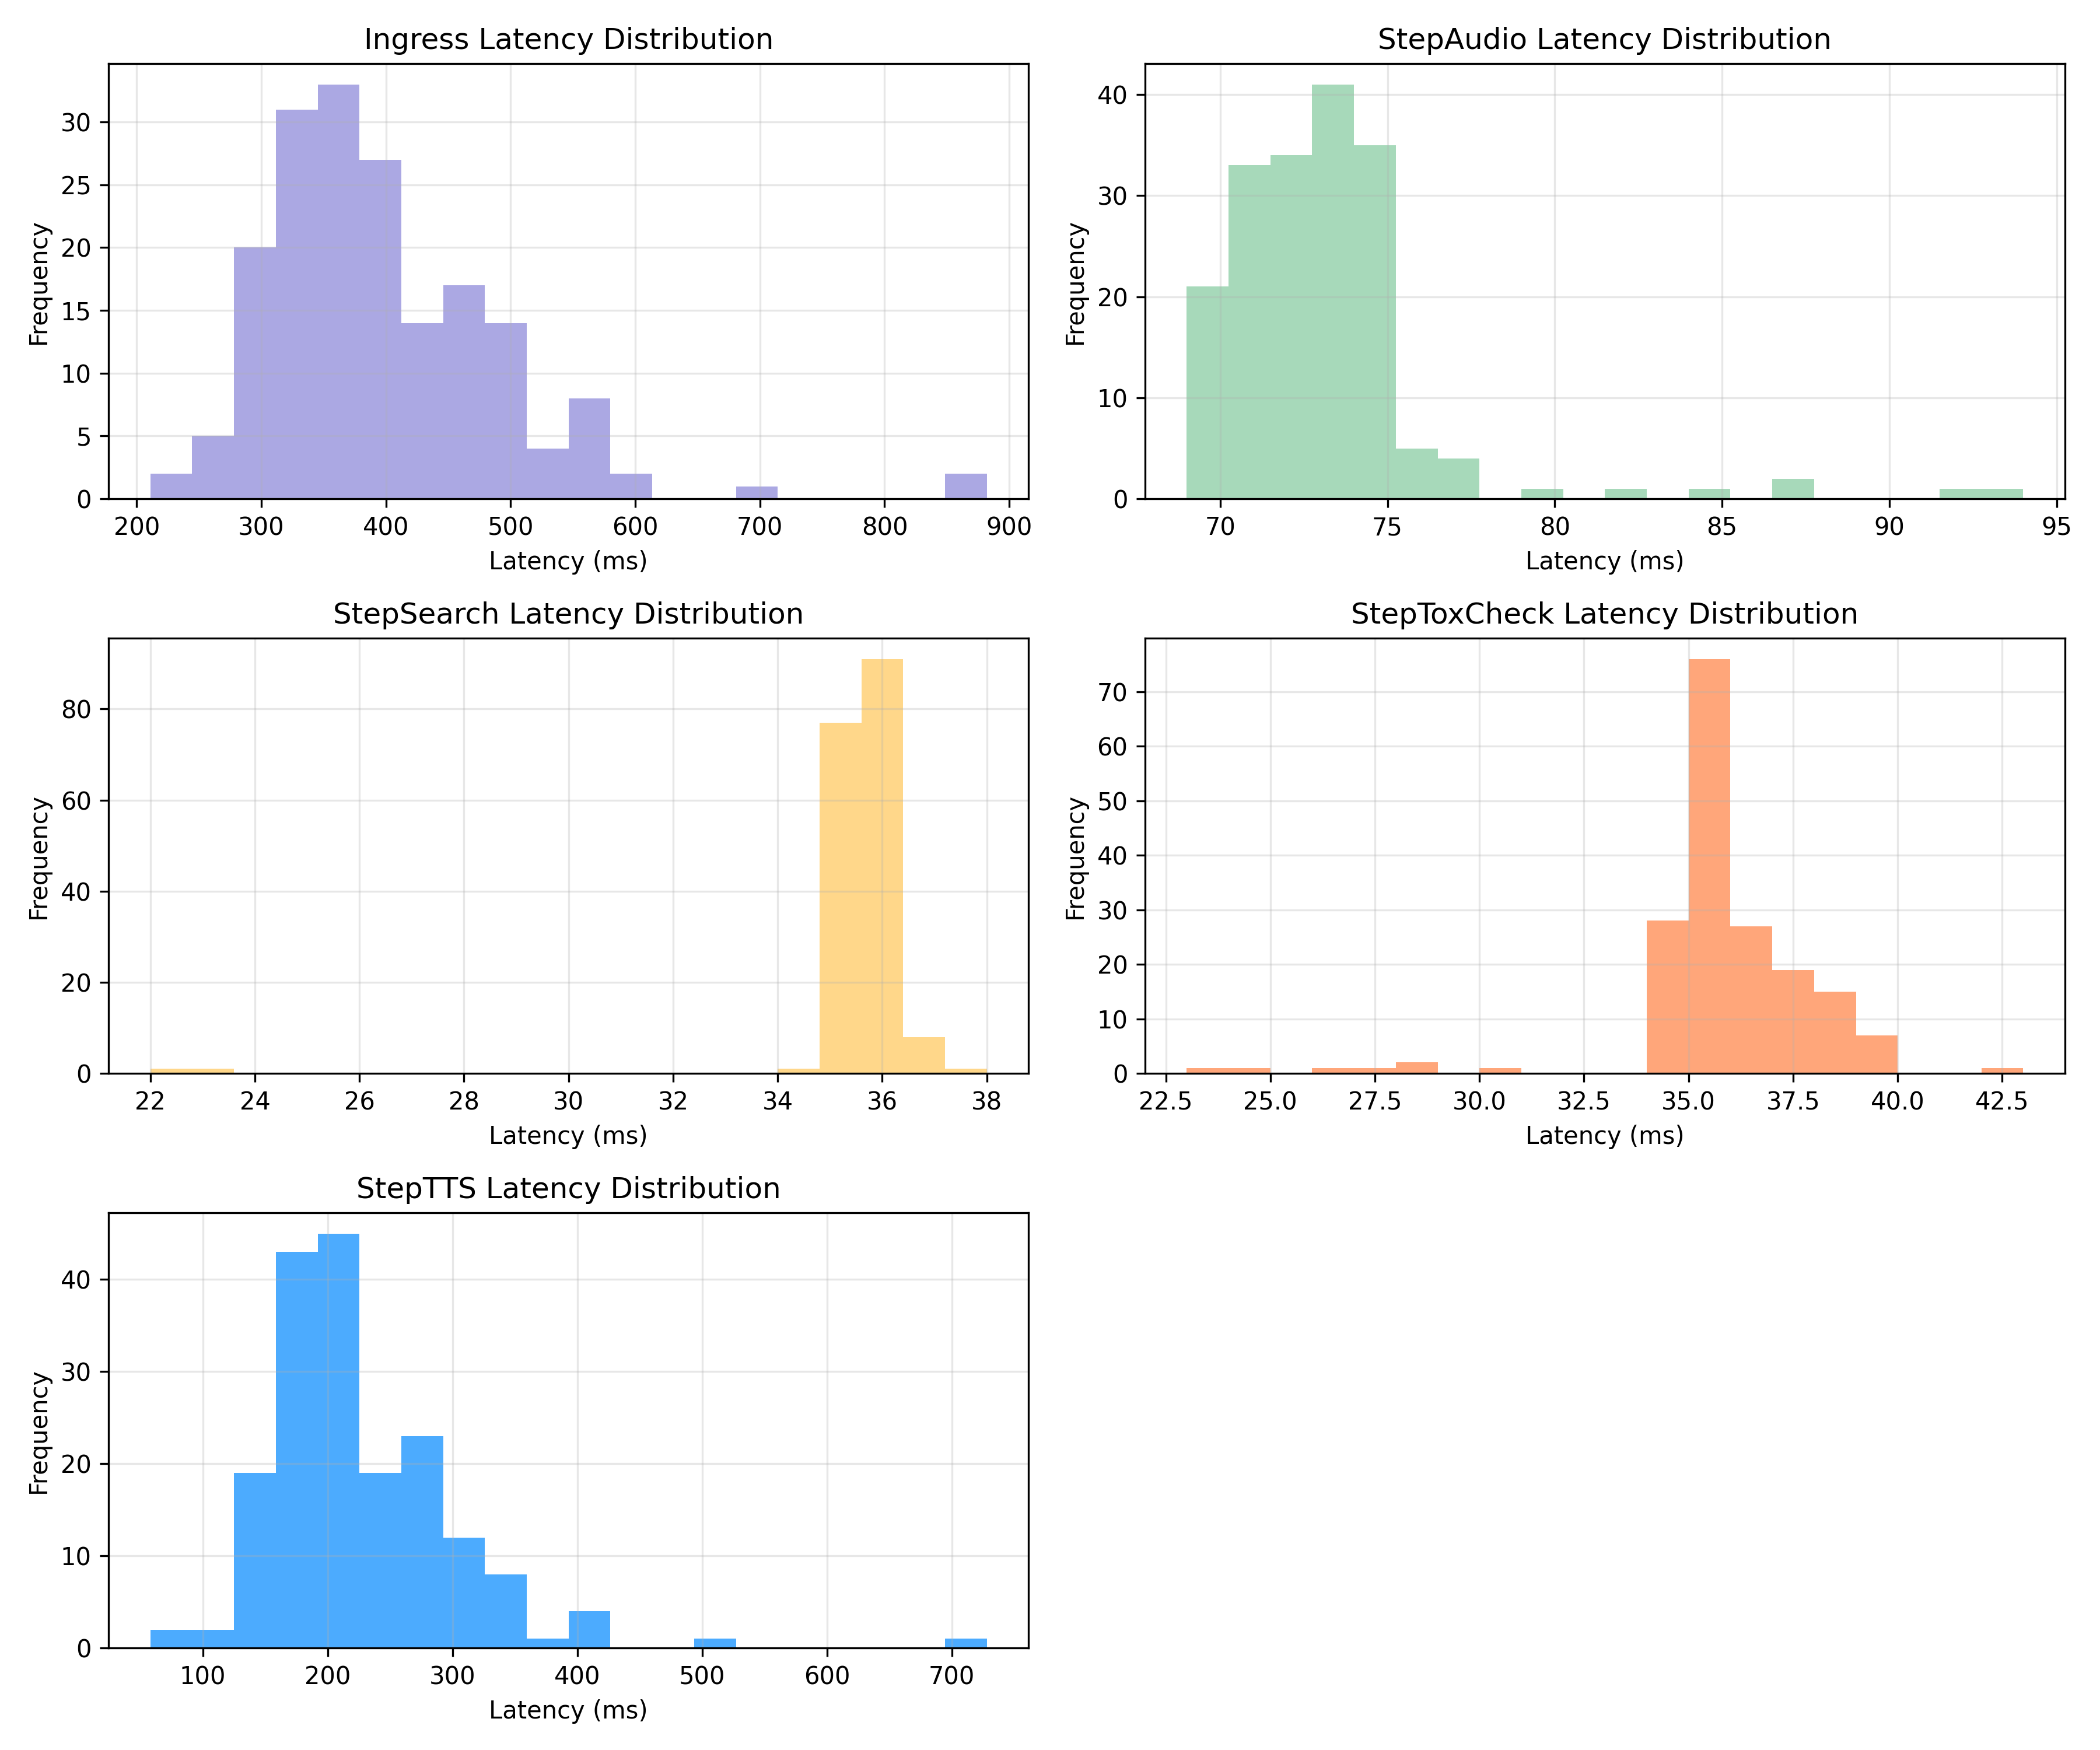 Ingress Latency Distribution
Frequency
0
5
10
15
20
25
30
200 300 400 500 600 700 800 900
Latency (ms)
StepAudio Latency Distribution
Frequency
0
10
20
30
40
70 75 80 85 90 95
Latency (ms)
StepSearch Latency Distribution
Frequency
0
20
40
60
80
22 24 26 28 30 32 34 36 38
Latency (ms)
StepToxCheck Latency Distribution
Frequency
0
10
20
30
40
50
60
70
22.5 25.0 27.5 30.0 32.5 35.0 37.5 40.0 42.5
Latency (ms)
StepTTS Latency Distribution
Frequency
0
10
20
30
40
100 200 300 400 500 600 700
Latency (ms)